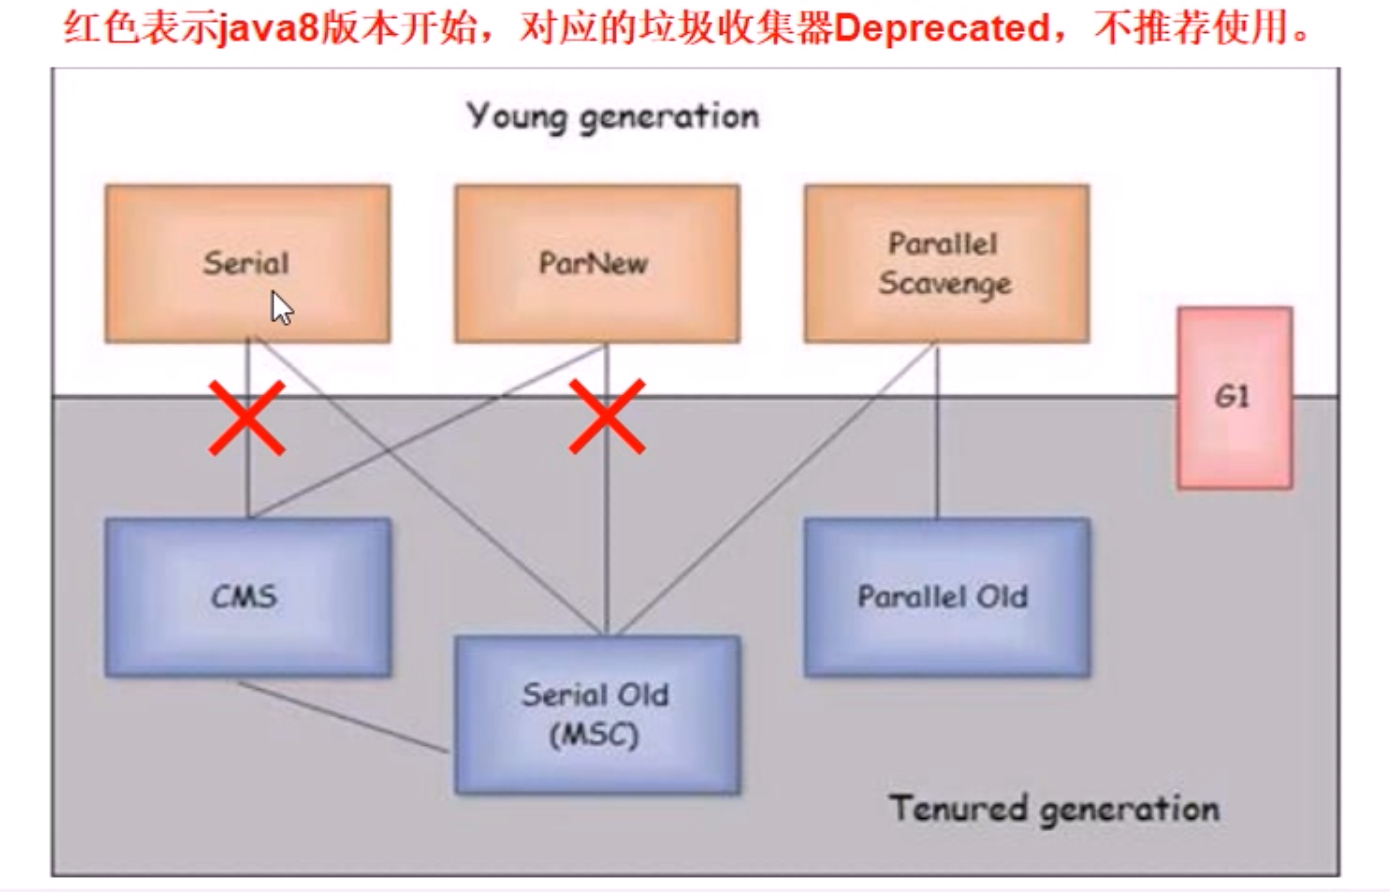 红色表示java8版本开始，对应的垃圾收集器Deprecated，不推荐使用。
Young generation
Serial
ParNew
Parallel
Scavenge
G1
CMS
Serial Old
(MSC)
Parallel Old
Tenured generation